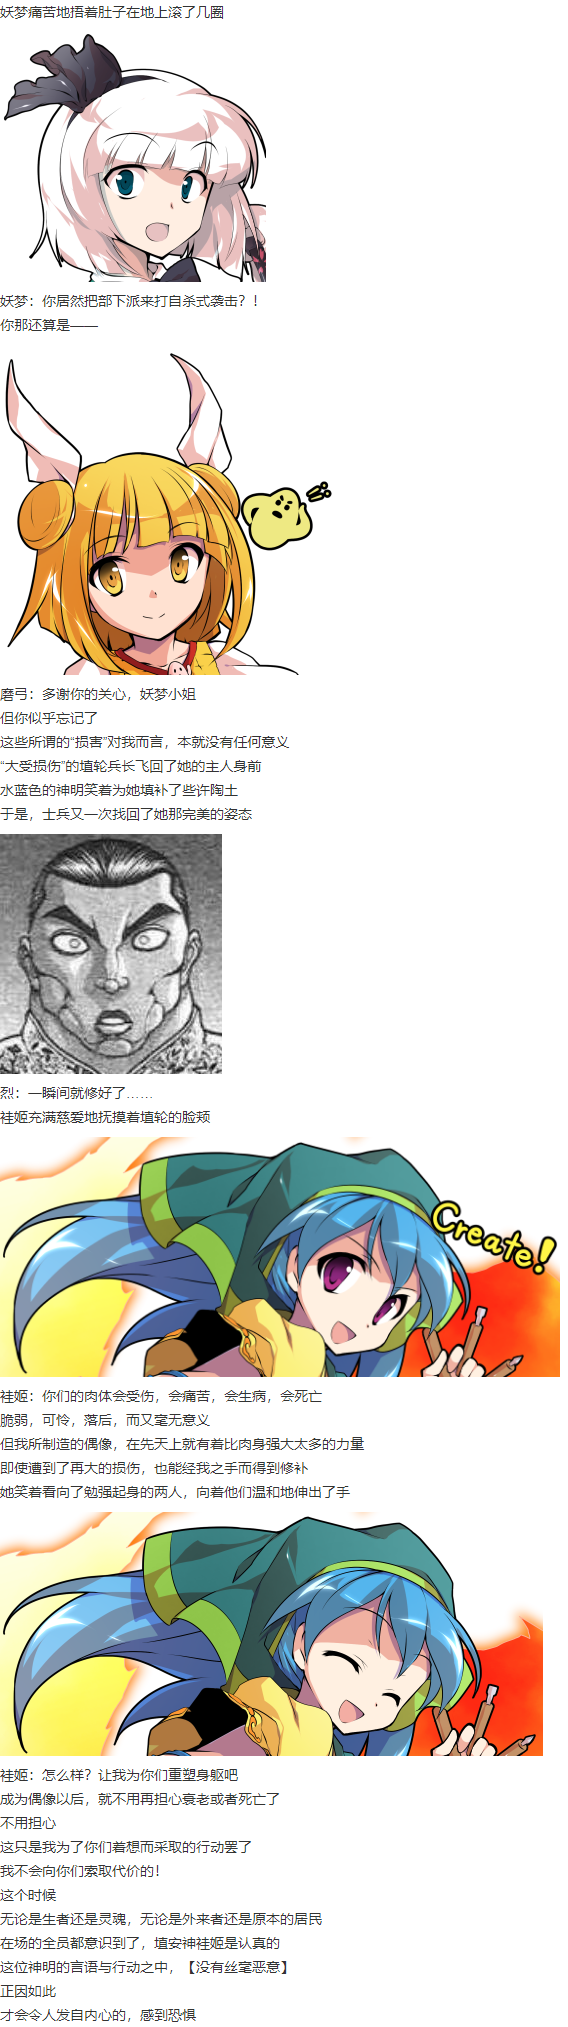 妖梦痛苦地捂着肚子在地上滚了几圈
妖梦：你居然把部下派来打自杀式袭击？！
你那还算是——
磨弓：多谢你的关心，妖梦小姐
但你似乎忘记了
这些所谓的“损害”对我而言，本就没有任何意义
“大受损伤”的埴轮兵长飞回了她的主人身前
水蓝色的神明笑着为她填补了些许陶土
于是，士兵又一次找回了她那完美的姿态
烈：一瞬间就修好了……
袿姬充满慈爱地抚摸着埴轮的脸颊
Create!
袿姬：你们的肉体会受伤，会痛苦，会生病，会死亡
脆弱，可怜，落后，而又毫无意义
但我所制造的偶像，在先天上就有着比肉身强大太多的力量
即使遭到了再大的损伤，也能经我之手而得到修补
她笑着看向了勉强起身的两人，向着他们温和地伸出了手
袿姬：怎么样？让我为你们重塑身躯吧
成为偶像以后，就不用再担心衰老或者死亡了
不用担心
这只是我为了你们着想而采取的行动罢了
我不会向你们索取代价的！
这个时候
无论是生者还是灵魂，无论是外来者还是原本的居民
在场的全员都意识到了，埴安神袿姬是认真的
这位神明的言语与行动之中，【没有丝毫恶意】
正因如此
才会令人发自内心的，感到恐惧